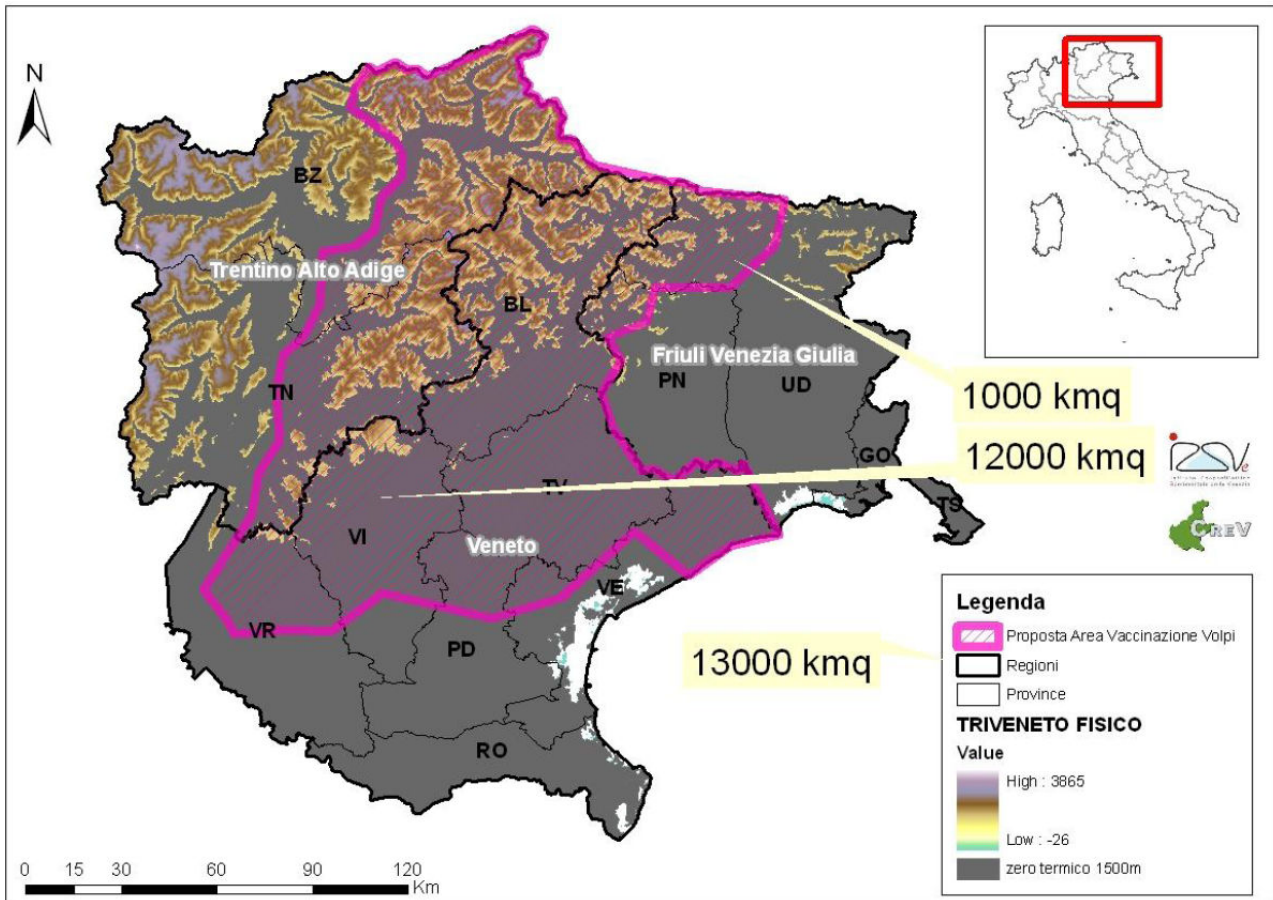 N
BZ
Trentino Alto Adige
BL
Friuli Venezia Giulia
PN
UD
TN
1000 kmq
12000 kmq
GO
TS
TV
VI
Veneto
VE
VR
PD
13000 kmq
RO
CREV
Legenda
Proposta Area Vaccinazione Volpi
Regioni
Province
TRIVENETO FISICO
Value
High : 3865
Low : -26
zero termico 1500m
0 15 30 60 90 120
Km